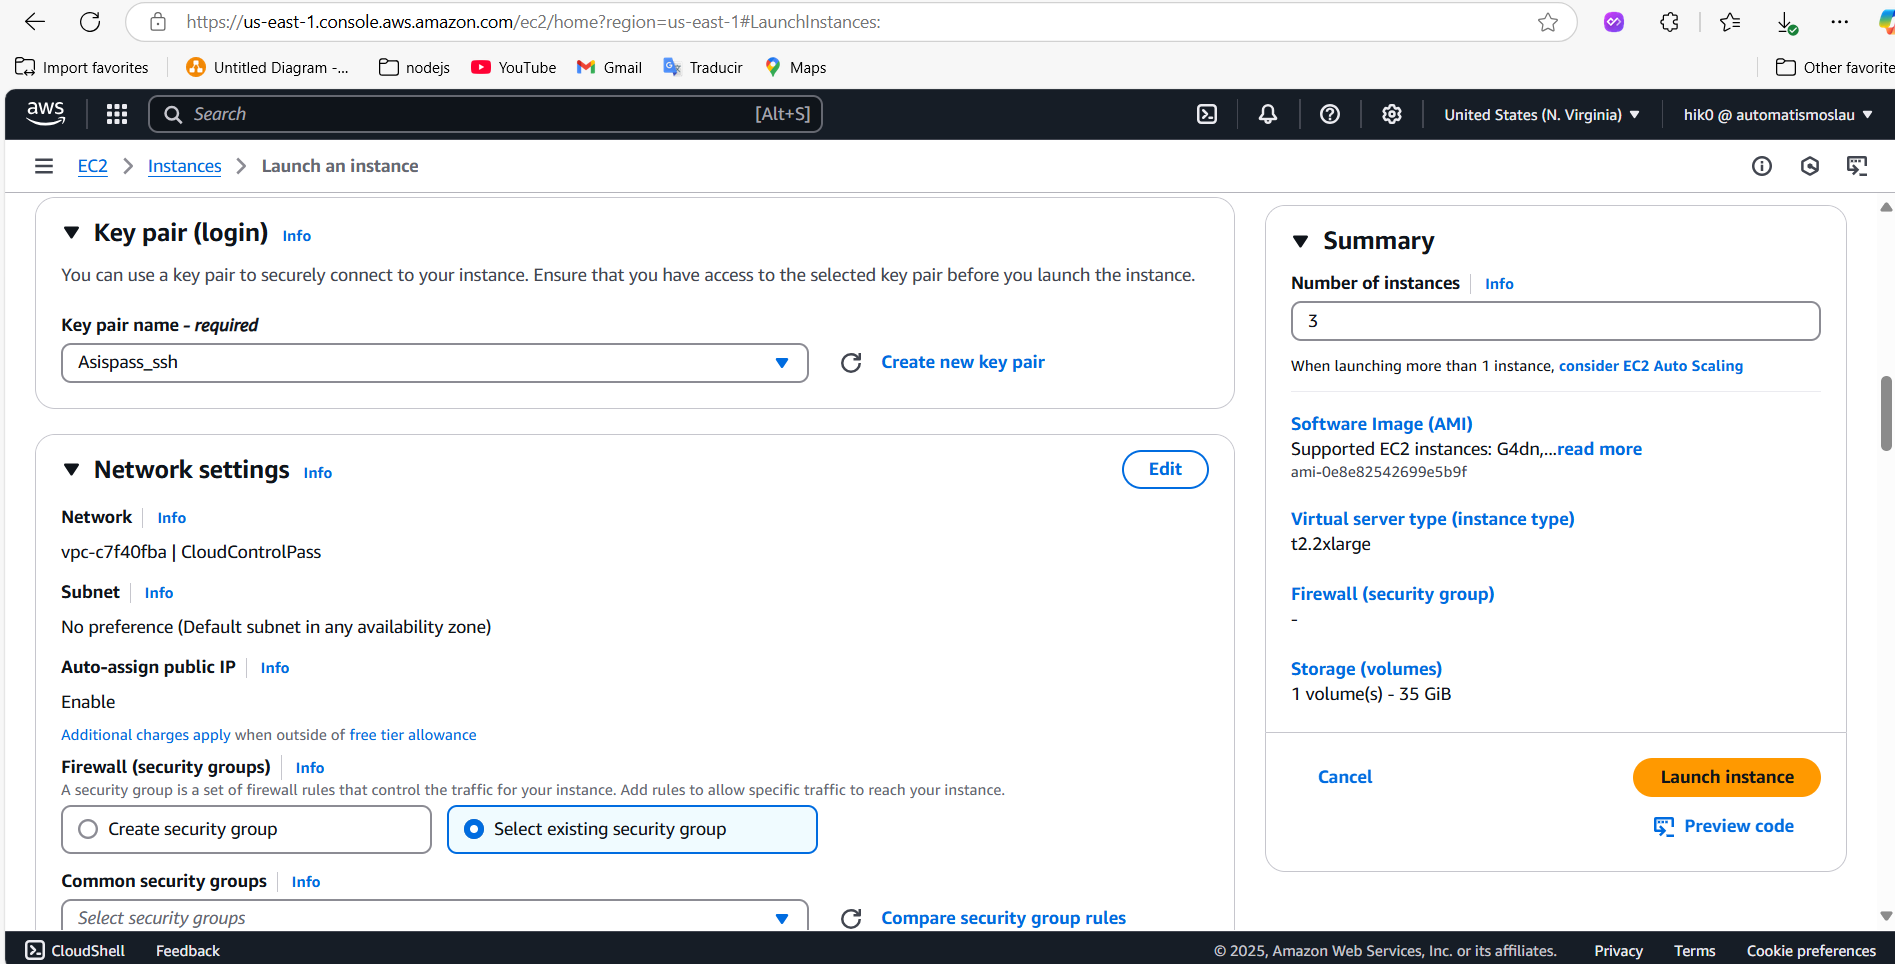 https://us-east-1.console.aws.amazon.com/ec2/home?region=us-east-1#LaunchInstances:
Import favorites
Untitled Diagram -...
nodejs
YouTube
Gmail
Traducir
Maps
Other favorite
aws
Search
[Alt+S]
United States (N. Virginia)
hik0 @ automatismoslau
EC2
Instances
Launch an instance
Key pair (login) Info
You can use a key pair to securely connect to your instance. Ensure that you have access to the selected key pair before you launch the instance.
Key pair name - required
Asispass_ssh
Create new key pair
Network settings Info
Edit
Network Info
vpc-c7f40fba | CloudControlPass
Subnet Info
No preference (Default subnet in any availability zone)
Auto-assign public IP Info
Enable
Additional charges apply when outside of free tier allowance
Firewall (security groups) Info
A security group is a set of firewall rules that control the traffic for your instance. Add rules to allow specific traffic to reach your instance.
Create security group
Select existing security group
Common security groups Info
Select security groups
Compare security group rules
Summary
Number of instances Info
3
When launching more than 1 instance, consider EC2 Auto Scaling
Software Image (AMI)
Supported EC2 instances: G4dn,...read more
ami-0e8e82542699e5b9f
Virtual server type (instance type)
t2.2xlarge
Firewall (security group)
-
Storage (volumes)
1 volume(s) - 35 GiB
Cancel
Launch instance
Preview code
CloudShell
Feedback
© 2025, Amazon Web Services, Inc. or its affiliates.
Privacy
Terms
Cookie preferences